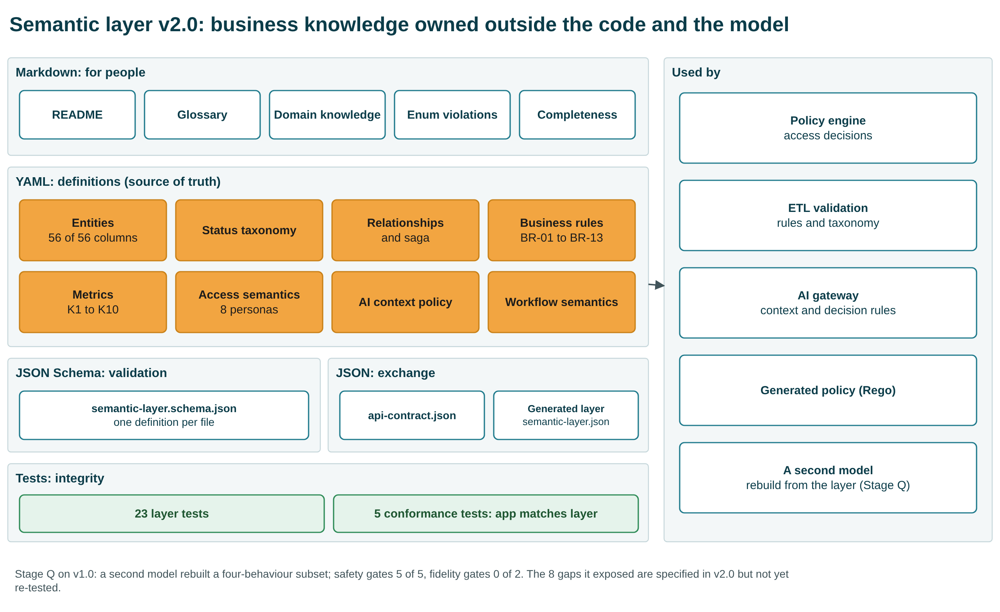 Semantic layer v2.0: business knowledge owned outside the code and the model
Markdown: for people
README
Glossary
Domain knowledge
Enum violations
Completeness
YAML: definitions (source of truth)
Entities
56 of 56 columns
Status taxonomy
Relationships
and saga
Business rules
BR-01 to BR-13
Metrics
K1 to K10
Access semantics
8 personas
AI context policy
Workflow semantics
JSON Schema: validation
semantic-layer.schema.json
one definition per file
JSON: exchange
api-contract.json
Generated layer
semantic-layer.json
Tests: integrity
23 layer tests
5 conformance tests: app matches layer
Used by
Policy engine
access decisions
ETL validation
rules and taxonomy
AI gateway
context and decision rules
Generated policy (Rego)
A second model
rebuild from the layer (Stage Q)
Stage Q on v1.0: a second model rebuilt a four-behaviour subset; safety gates 5 of 5, fidelity gates 0 of 2. The 8 gaps it exposed are specified in v2.0 but not yet
re-tested.